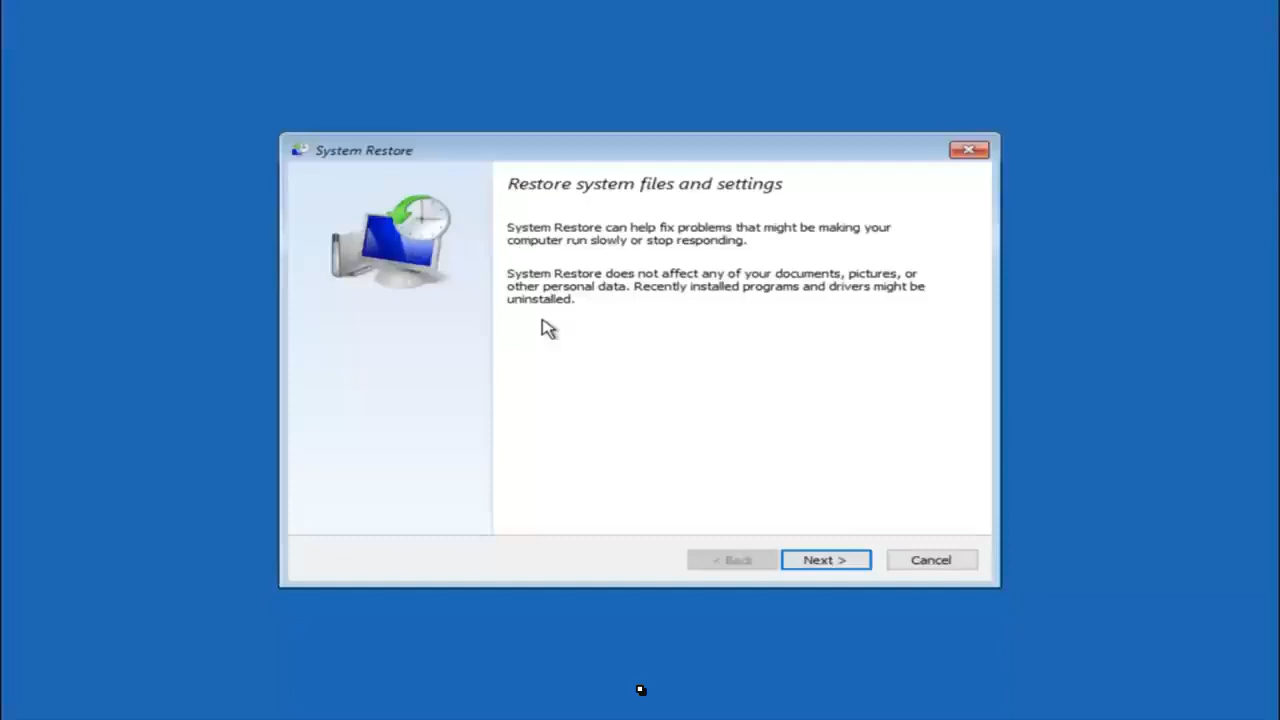 System Restore
Restore system files and settings
System Restore can help fix problems that might be making your
computer run slowly or stop responding.
System Restore does not affect any of your documents, pictures, or
other personal data. Recently installed programs and drivers might be
uninstalled.
< Back
Next >
Cancel